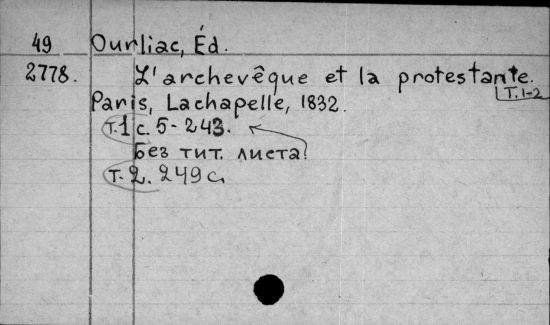 49 Ourliac, Éd.
2778. L'archevêque et la protestante.
T. 1-2
Paris, Lachapelle, 1832.
Т.1 с. 5-243.
Без тит. листа!
Т. 2. 249 с.